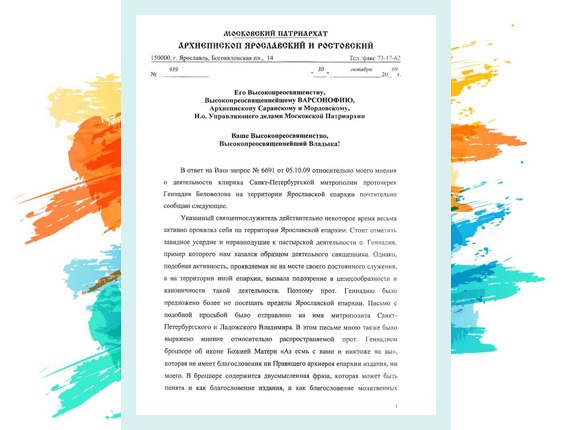 МОСКОВСКИЙ ПАТРИАРХАТ
АРХИЕПИСКОП ЯРОСЛАВСКИЙ И РОСТОВСКИЙ
150000, г. Ярославль, Богоявленская пл., 14 Тел./факс 73-17-62
№ 939 " 10 " октября 20 09 г.
Его Высокопреосвященству,
Высокопреосвященнейшему ВАРСОНОФИЮ,
Архиепископу Саранскому и Мордовскому,
И.о. Управляющего делами Московской Патриархии
Ваше Высокопреосвященство,
Высокопреосвященнейший Владыка!
В ответ на Ваш запрос № 6691 от 05.10.09 относительно моего мнения
о деятельности клирика Санкт-Петербургской митрополии протоиерея
Геннадия Беловолова на территории Ярославской епархии почтительно
сообщаю следующее.
Указанный священнослужитель действительно некоторое время весьма
активно проявлял себя на территории Ярославской епархии. Стоит отметить
завидное усердие и неравнодушие к пастырской деятельности о. Геннадия,
пример которого нам казался образцом деятельного священника. Однако,
подобная активность, проявляемая не на месте своего постоянного служения,
а на территории иной епархии, вызвала подозрение в целесообразности и
каноничности такой деятельности. Поэтому прот. Геннадию было
предложено более не посещать пределы Ярославской епархии. Письмо с
подобной просьбой было отправлено на имя митрополита Санкт-
Петербургского и Ладожского Владимира. В этом письме мною также было
выражено мнение относительно распространяемой прот. Геннадием
брошюре об иконе Божией Матери «Аз есмь с вами и никтоже на вы»,
которая не имеет благословения ни Правящего архиерея епархии издания, ни
моего. В брошюре содержится двусмысленная фраза, которая может быть
понята и как благословение издания, и как благословение молитвенных
1